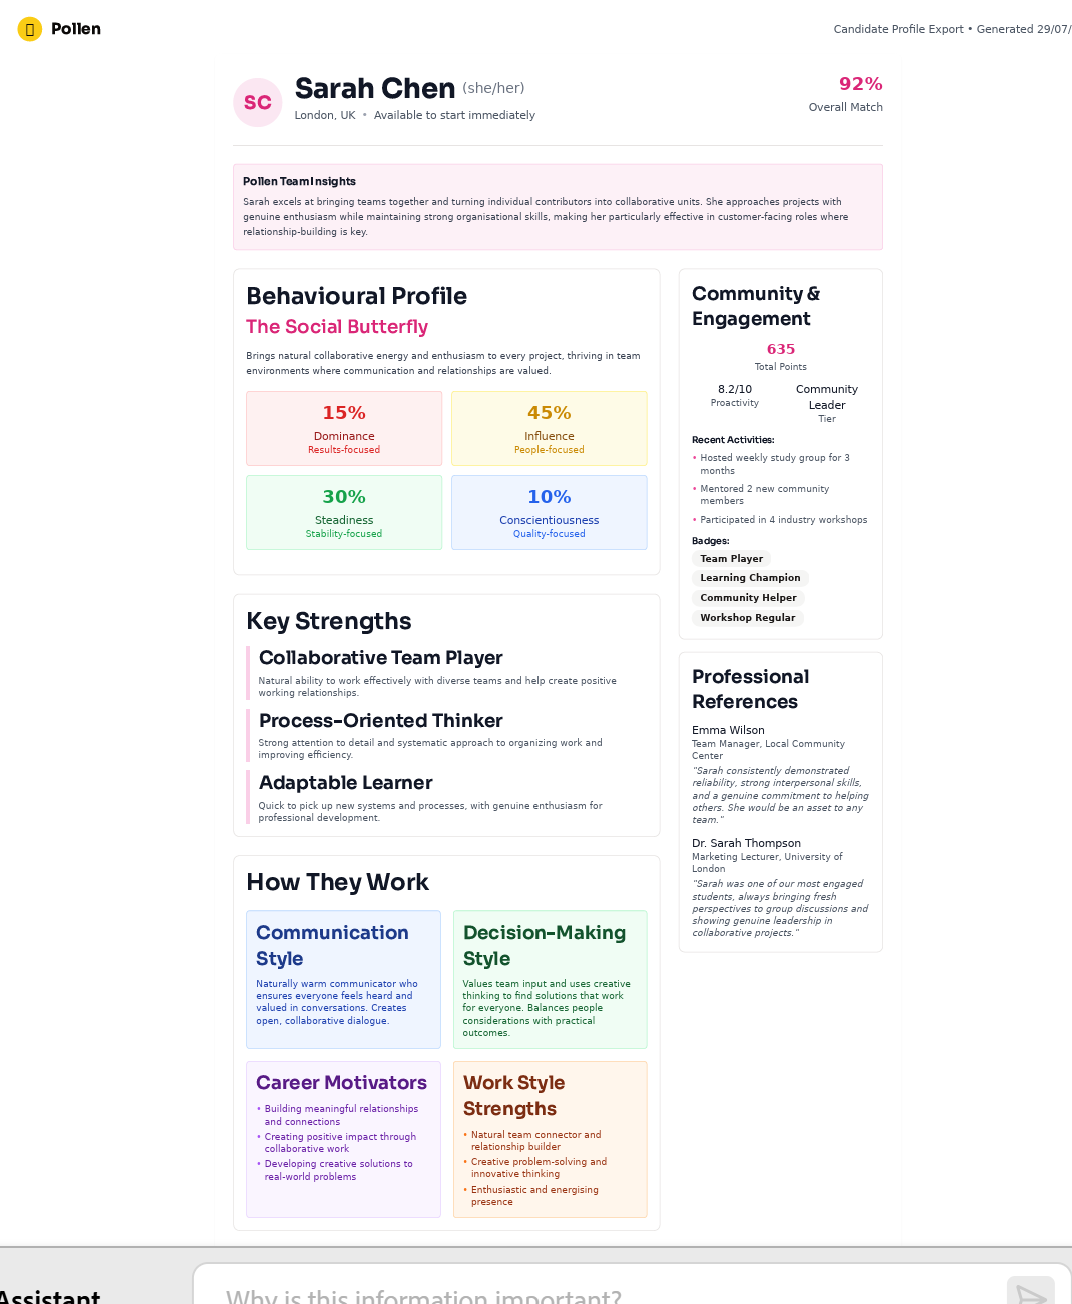 Pollen
Candidate Profile Export • Generated 29/07/
SC
Sarah Chen (she/her)
London, UK • Available to start immediately
92%
Overall Match
Pollen Team Insights
Sarah excels at bringing teams together and turning individual contributors into collaborative units. She approaches projects with
genuine enthusiasm while maintaining strong organisational skills, making her particularly effective in customer-facing roles where
relationship-building is key.
Behavioural Profile
The Social Butterfly
Brings natural collaborative energy and enthusiasm to every project, thriving in team
environments where communication and relationships are valued.
15%
Dominance
Results-focused
45%
Influence
People-focused
30%
Steadiness
Stability-focused
10%
Conscientiousness
Quality-focused
Key Strengths
Collaborative Team Player
Natural ability to work effectively with diverse teams and help create positive
working relationships.
Process-Oriented Thinker
Strong attention to detail and systematic approach to organizing work and
improving efficiency.
Adaptable Learner
Quick to pick up new systems and processes, with genuine enthusiasm for
professional development.
How They Work
Communication
Style
Naturally warm communicator who
ensures everyone feels heard and
valued in conversations. Creates
open, collaborative dialogue.
Decision-Making
Style
Values team input and uses creative
thinking to find solutions that work
for everyone. Balances people
considerations with practical
outcomes.
Career Motivators
• Building meaningful relationships
and connections
• Creating positive impact through
collaborative work
• Developing creative solutions to
real-world problems
Work Style
Strengths
• Natural team connector and
relationship builder
• Creative problem-solving and
innovative thinking
• Enthusiastic and energising
presence
Community &
Engagement
635
Total Points
8.2/10
Proactivity
Community
Leader
Tier
Recent Activities:
• Hosted weekly study group for 3
months
• Mentored 2 new community
members
• Participated in 4 industry workshops
Badges:
Team Player
Learning Champion
Community Helper
Workshop Regular
Professional
References
Emma Wilson
Team Manager, Local Community
Center
"Sarah consistently demonstrated
reliability, strong interpersonal skills,
and a genuine commitment to helping
others. She would be an asset to any
team."
Dr. Sarah Thompson
Marketing Lecturer, University of
London
"Sarah was one of our most engaged
students, always bringing fresh
perspectives to group discussions and
showing genuine leadership in
collaborative projects."
Assistant
Why is this information important?